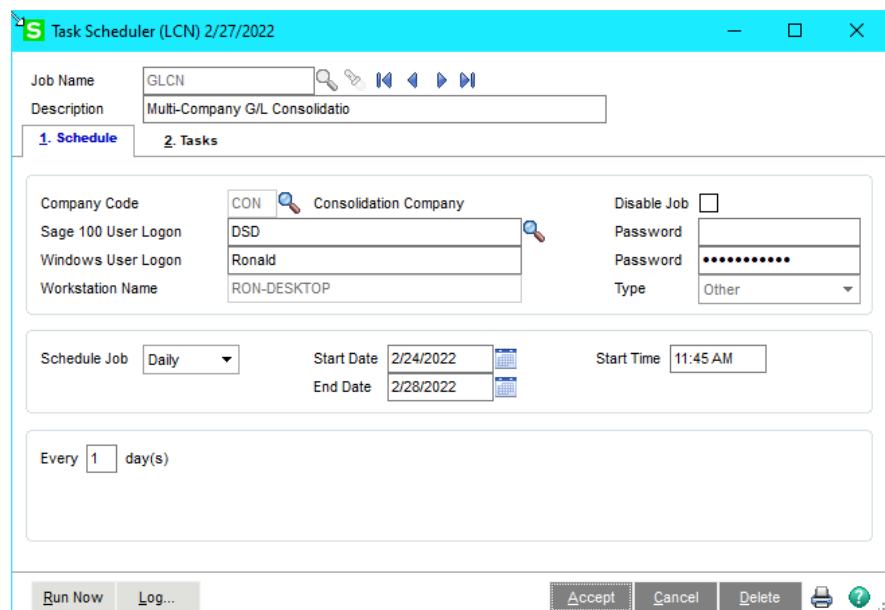 S Task Scheduler (LCN) 2/27/2022
Job Name GLCN
Description Multi-Company G/L Consolidatio
1. Schedule 2. Tasks
Company Code CON Consolidation Company Disable Job
Sage 100 User Logon DSD Password
Windows User Logon Ronald Password •••••••••••
Workstation Name RON-DESKTOP Type Other
Schedule Job Daily Start Date 2/24/2022 Start Time 11:45 AM
End Date 2/28/2022
Every 1 day(s)
Run Now Log... Accept Cancel Delete ?